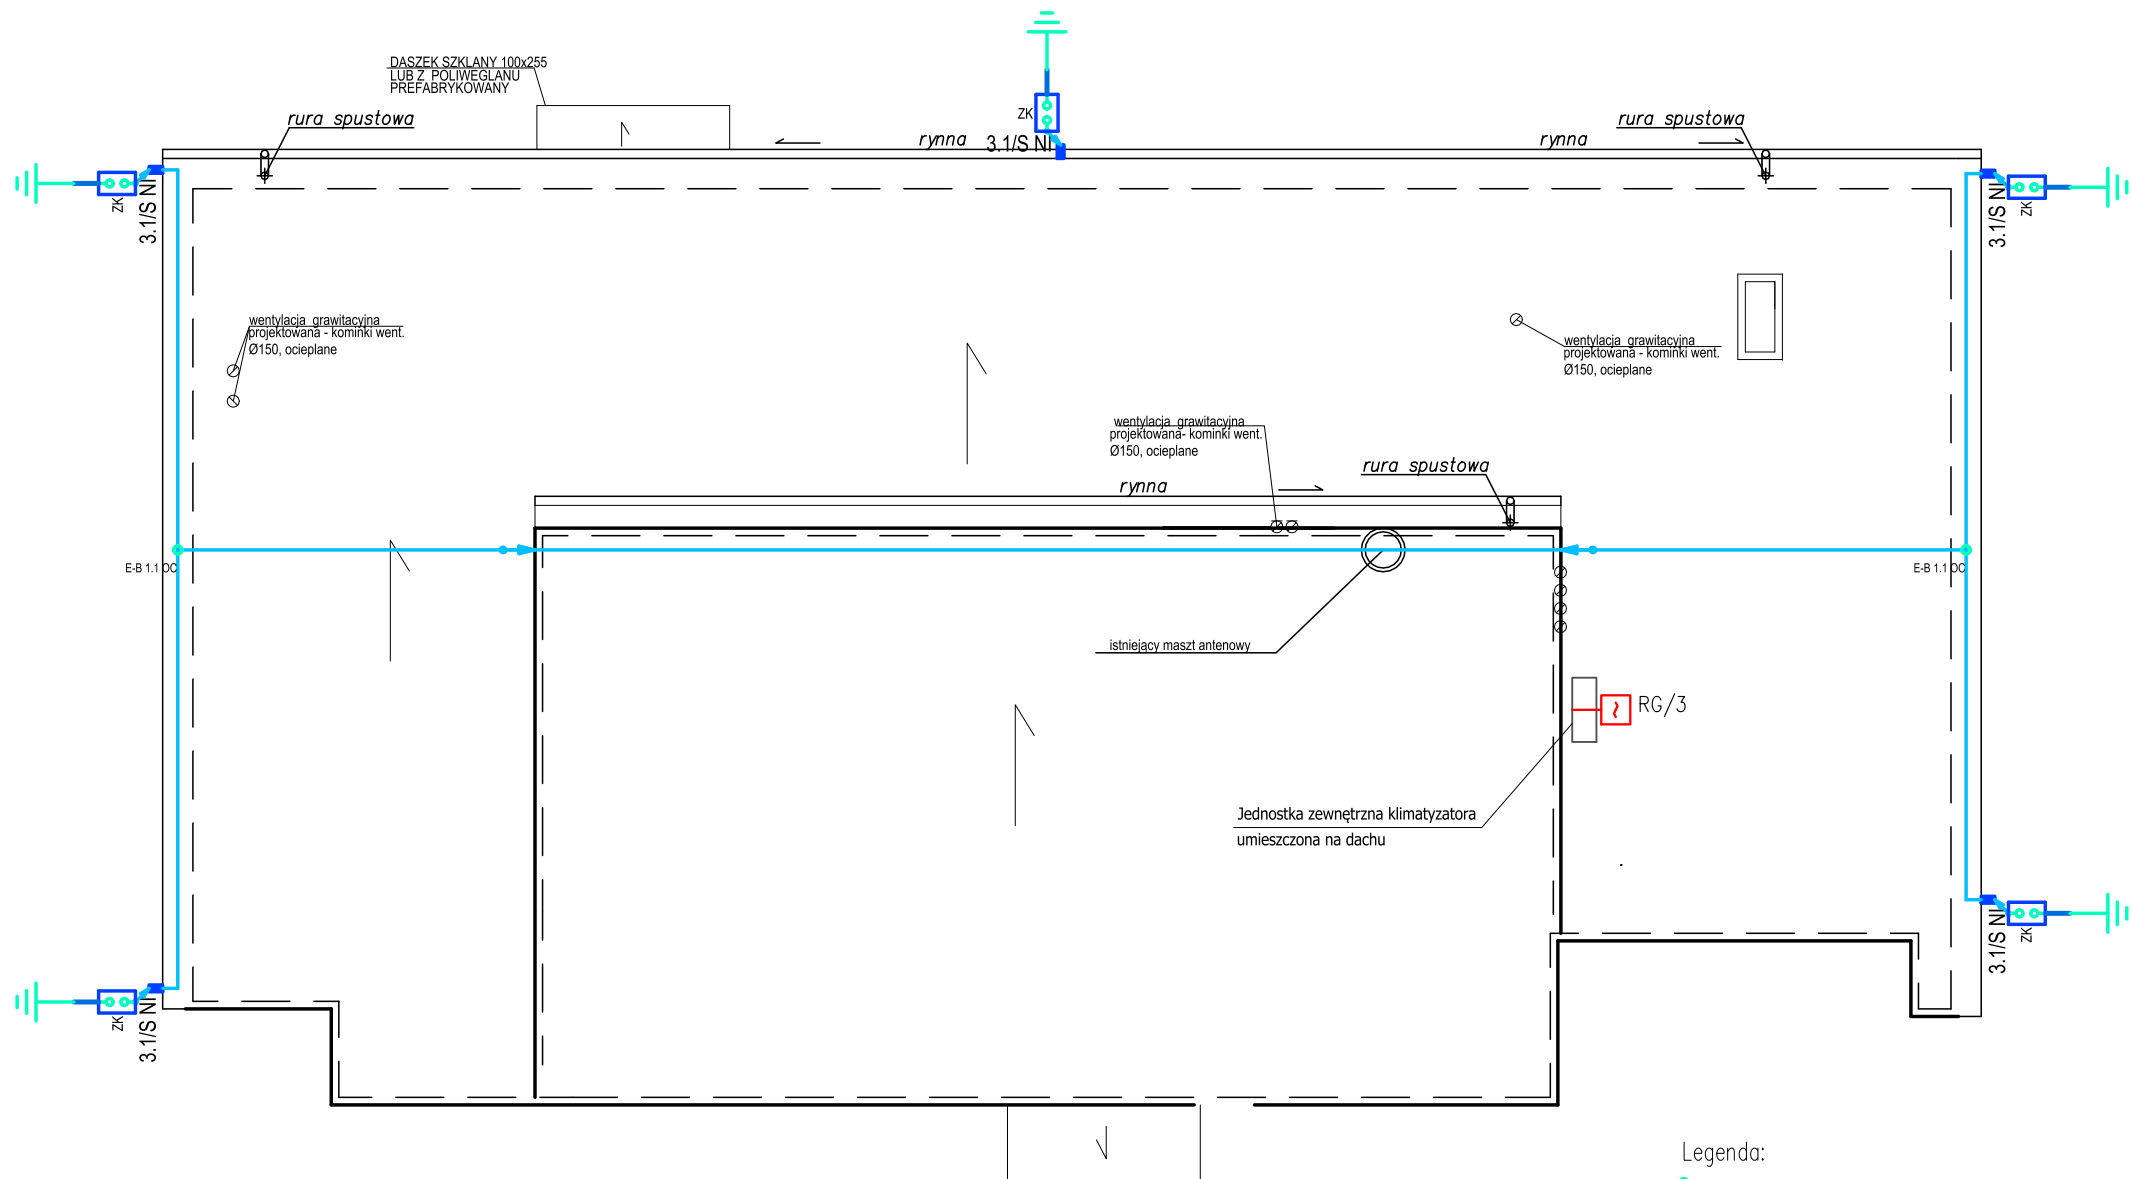 DASZEK SZKLANY 100x255
LUB Z POLIWEGLANU
PREFABRYKOWANY
rura spustowa
rynna
ZK
3.1/S NI
rynna
rura spustowa
ZK
3.1/S NI
ZK
3.1/S NI
wentylacja grawitacyjna
projektowana - kominki went.
Ø150, ocieplane
wentylacja grawitacyjna
projektowana - kominki went.
Ø150, ocieplane
wentylacja grawitacyjna
projektowana- kominki went.
Ø150, ocieplane
rura spustowa
rynna
E-B 1.1 OC
E-B 1.1 OC
istniejący maszt antenowy
RG/3
Jednostka zewnętrzna klimatyzatora
umieszczona na dachu
ZK
3.1/S NI
ZK
3.1/S NI
Legenda: